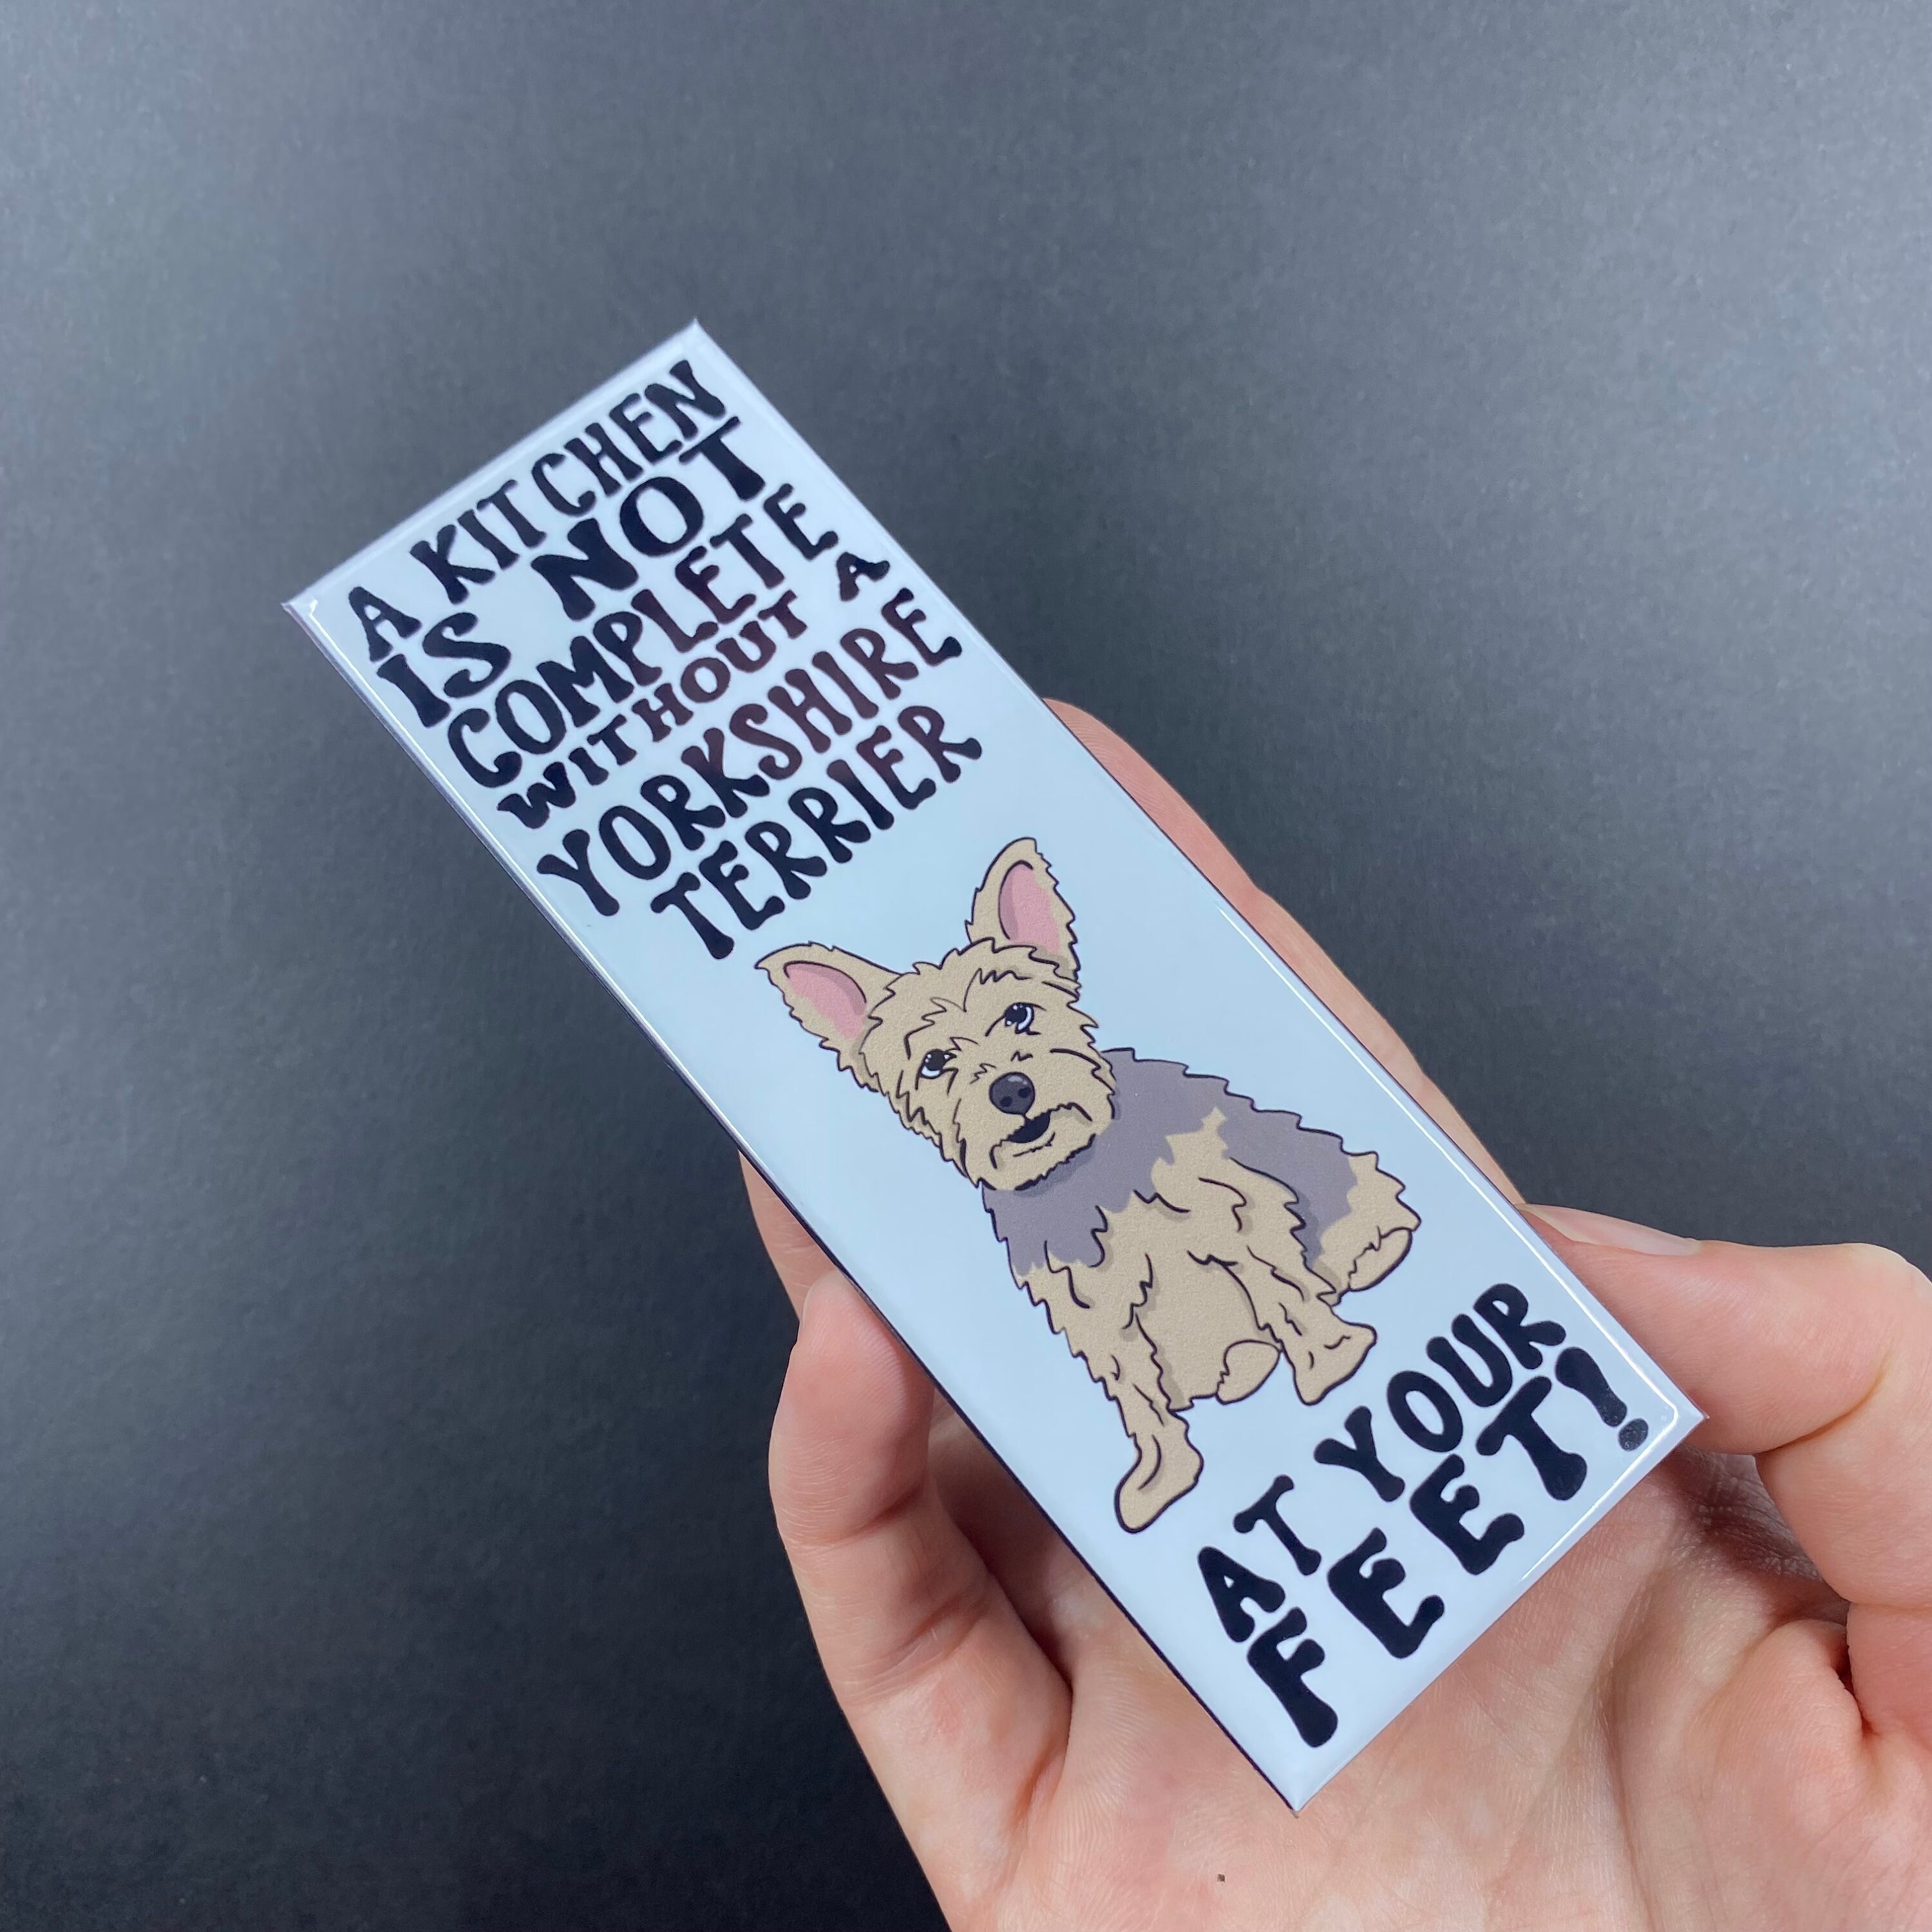 A KITCHEN
IS NOT
COMPLETE
WITHOUT A
YORKSHIRE
TERRIER
AT YOUR
FEET!